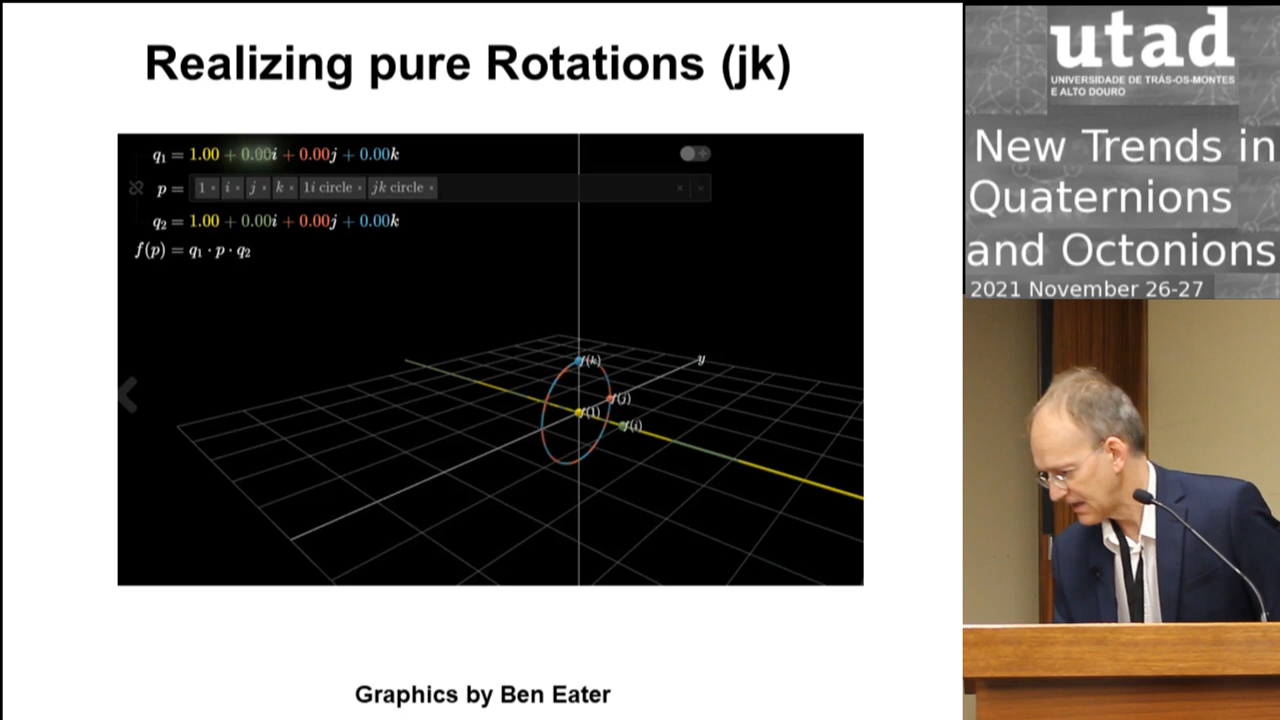 Realizing pure Rotations (jk)
q₁ = 1.00 + 0.00i + 0.00j + 0.00k
p = 1 × i × j × k × 1i circle × jk circle ×
q₂ = 1.00 + 0.00i + 0.00j + 0.00k
f(p) = q₁ · p · q₂
f(k)
y
f(j)
f(1)
f(i)
Graphics by Ben Eater
utad
UNIVERSIDADE DE TRÁS-OS-MONTES
E ALTO DOURO
New Trends in
Quaternions
and Octonions
2021 November 26-27